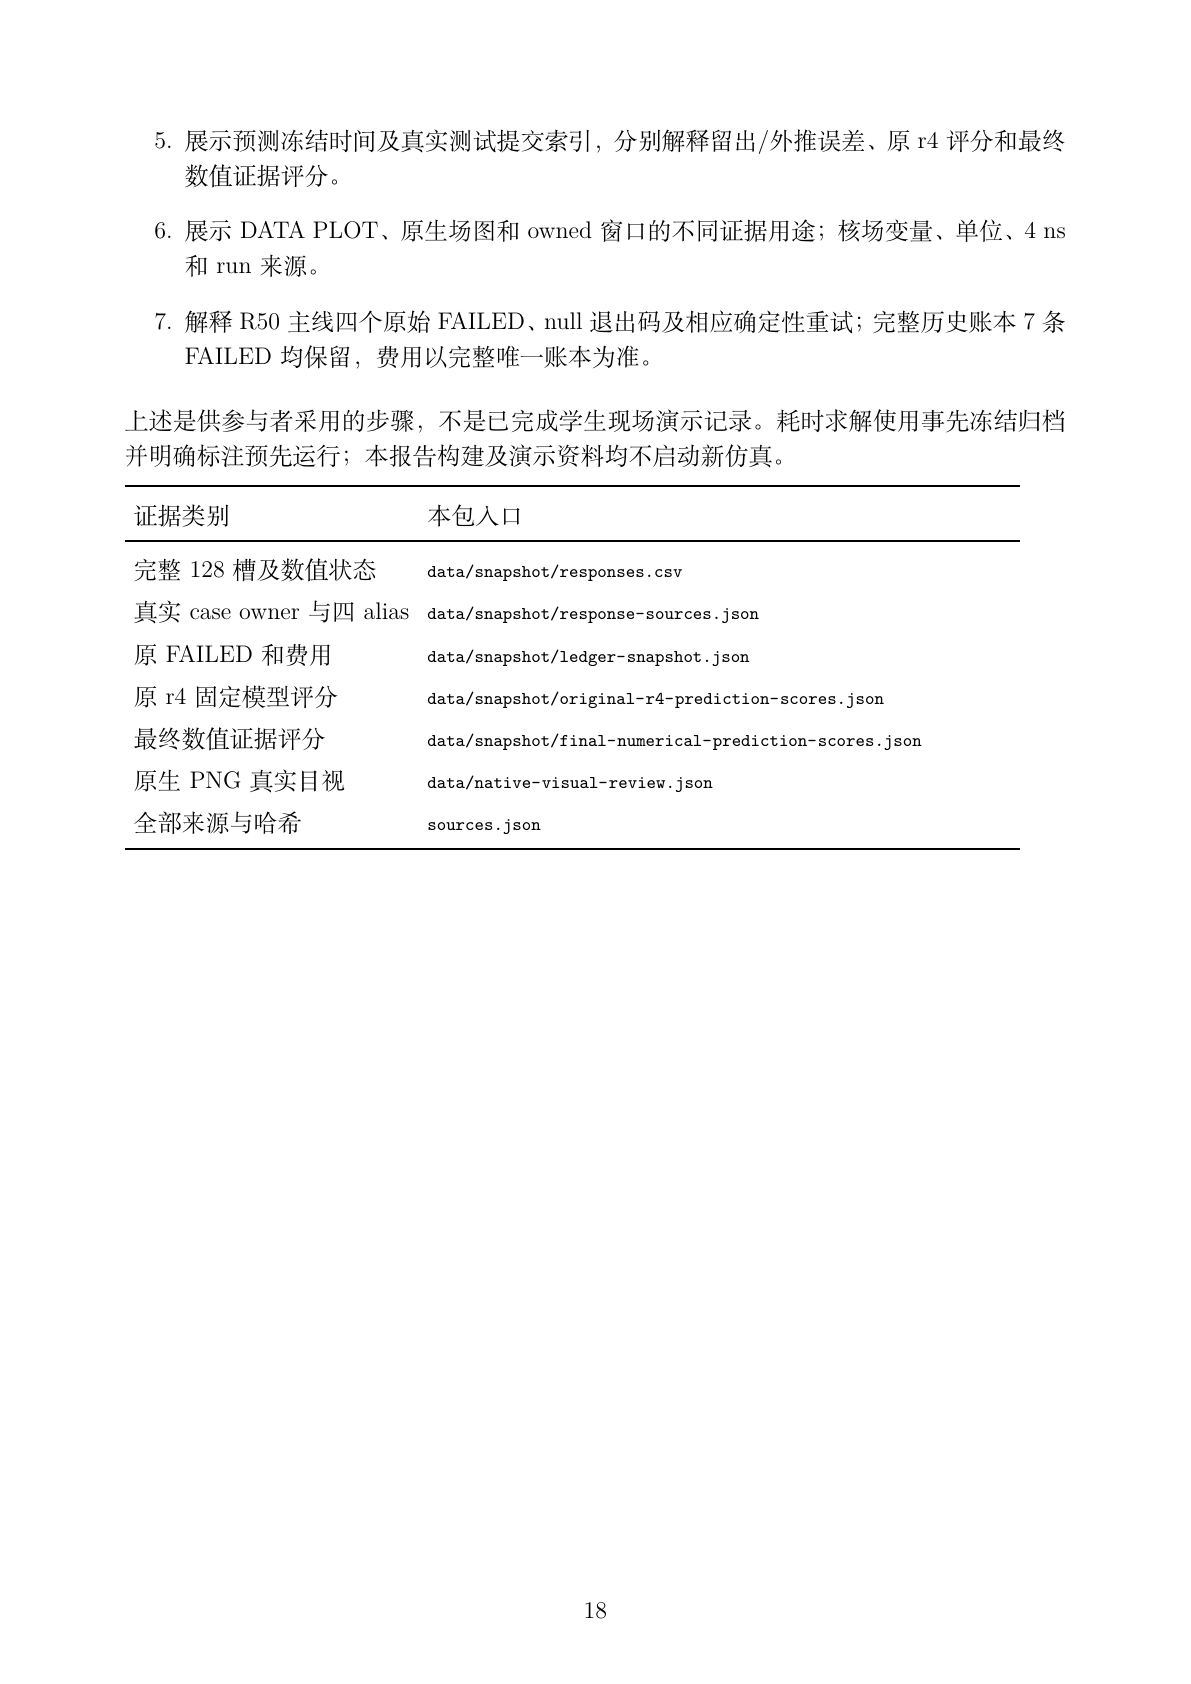 5. 展示预测冻结时间及真实测试提交索引，分别解释留出/外推误差、原 r4 评分和最终
数值证据评分。
6. 展示 DATA PLOT、原生场图和 owned 窗口的不同证据用途；核场变量、单位、4 ns
和 run 来源。
7. 解释 R50 主线四个原始 FAILED、null 退出码及相应确定性重试；完整历史账本 7 条
FAILED 均保留，费用以完整唯一账本为准。
上述是供参与者采用的步骤，不是已完成学生现场演示记录。耗时求解使用事先冻结归档
并明确标注预先运行；本报告构建及演示资料均不启动新仿真。
证据类别 本包入口
完整 128 槽及数值状态 data/snapshot/responses.csv
真实 case owner 与四 alias data/snapshot/response-sources.json
原 FAILED 和费用 data/snapshot/ledger-snapshot.json
原 r4 固定模型评分 data/snapshot/original-r4-prediction-scores.json
最终数值证据评分 data/snapshot/final-numerical-prediction-scores.json
原生 PNG 真实目视 data/native-visual-review.json
全部来源与哈希 sources.json
18